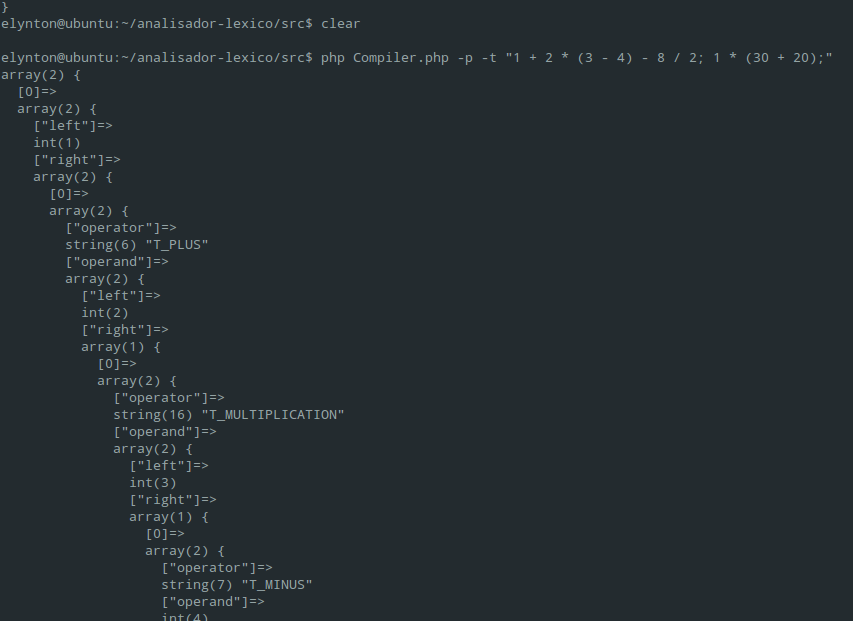 }
elynton@ubuntu:~/analisador-lexico/src$ clear
elynton@ubuntu:~/analisador-lexico/src$ php Compiler.php -p -t "1 + 2 * (3 - 4) - 8 / 2; 1 * (30 + 20);"
array(2) {
  [0]=>
  array(2) {
    ["left"]=>
    int(1)
    ["right"]=>
    array(2) {
      [0]=>
      array(2) {
        ["operator"]=>
        string(6) "T_PLUS"
        ["operand"]=>
        array(2) {
          ["left"]=>
          int(2)
          ["right"]=>
          array(1) {
            [0]=>
            array(2) {
              ["operator"]=>
              string(16) "T_MULTIPLICATION"
              ["operand"]=>
              array(2) {
                ["left"]=>
                int(3)
                ["right"]=>
                array(1) {
                  [0]=>
                  array(2) {
                    ["operator"]=>
                    string(7) "T_MINUS"
                    ["operand"]=>
                    int(4)